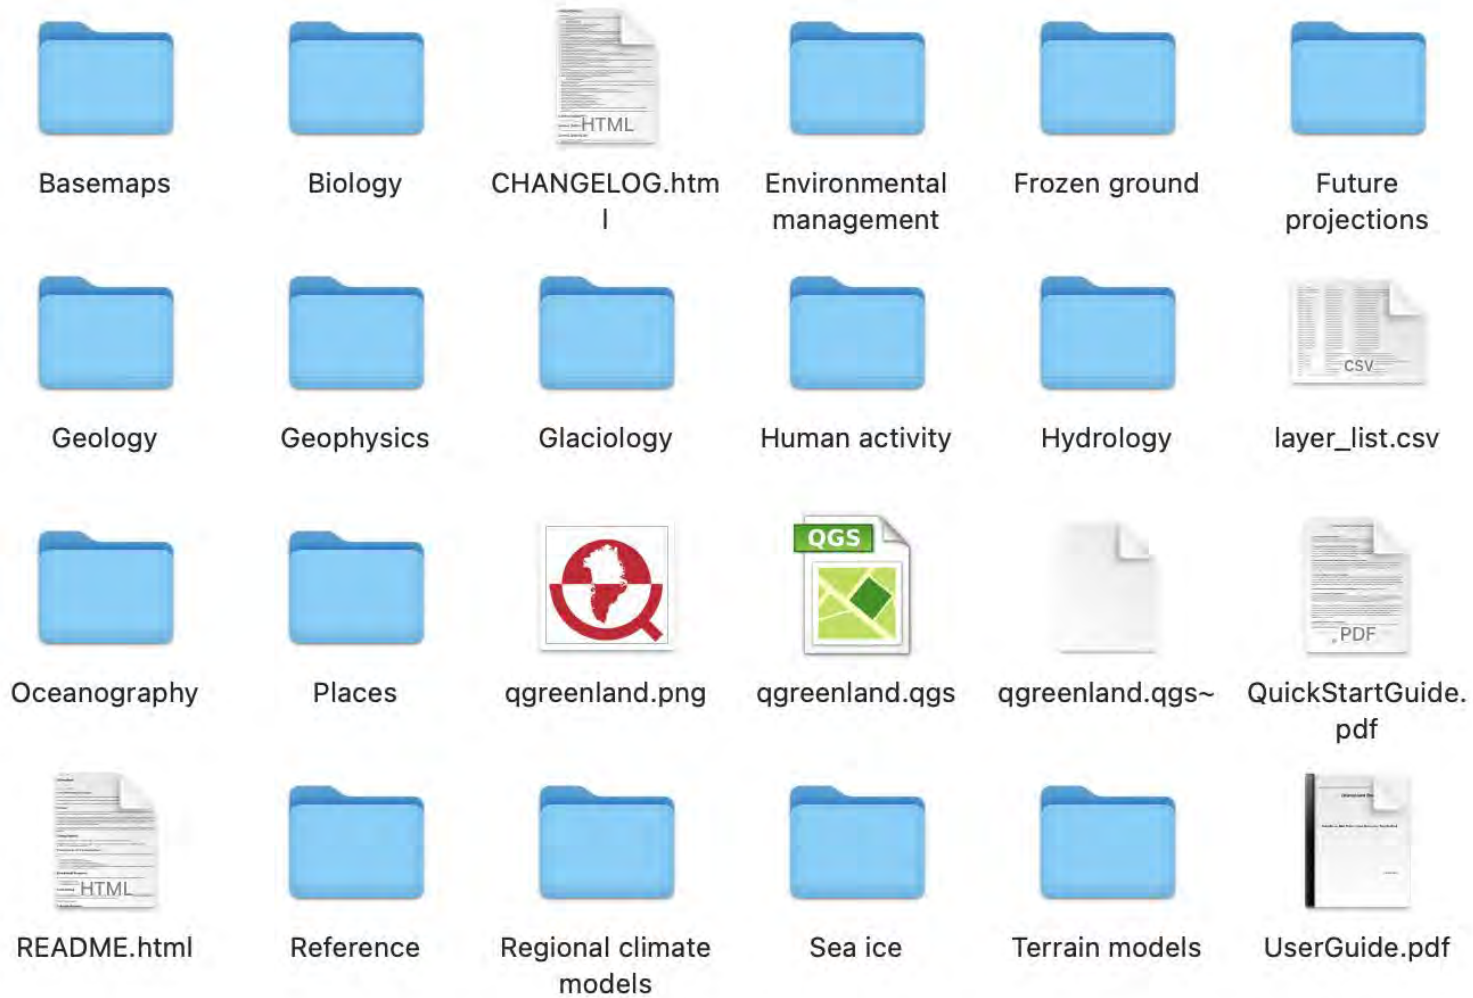 HTML
Basemaps
Biology
CHANGELOG.htm
l
Environmental
management
Frozen ground
Future
projections
CSV
Geology
Geophysics
Glaciology
Human activity
Hydrology
layer_list.csv
QGS
PDF
Oceanography
Places
qgreenland.png
qgreenland.qgs
qgreenland.qgs~
QuickStartGuide.
pdf
HTML
README.html
Reference
Regional climate
models
Sea ice
Terrain models
UserGuide.pdf